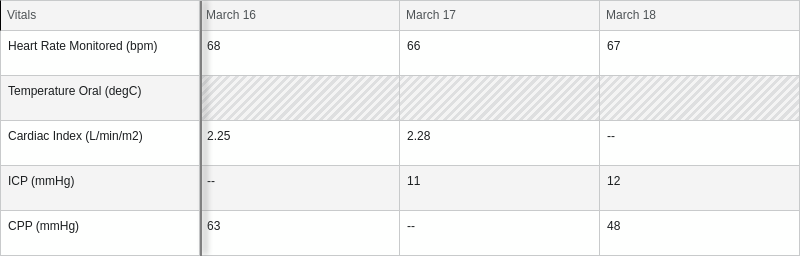 Vitals March 16 March 17 March 18
Heart Rate Monitored (bpm) 68 66 67
Temperature Oral (degC)
Cardiac Index (L/min/m2) 2.25 2.28 --
ICP (mmHg) -- 11 12
CPP (mmHg) 63 -- 48